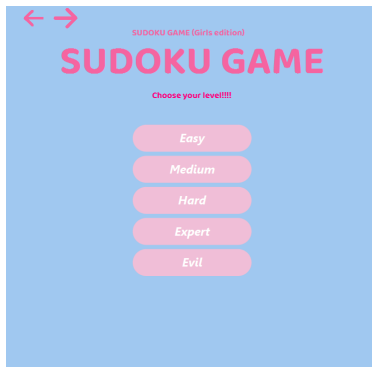 SUDOKU GAME (Girls edition)
SUDOKU GAME
Choose your level!!!!
Easy
Medium
Hard
Expert
Evil